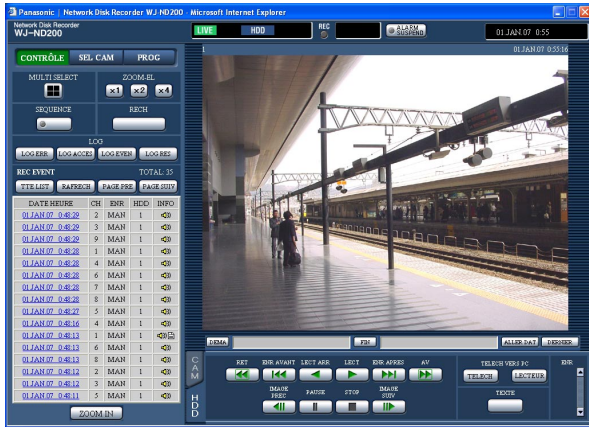 Panasonic | Network Disk Recorder WJ-ND200 - Microsoft Internet Explorer
Network Disk Recorder
WJ-ND200
LIVE HDD REC ALARM SUSPEND 01.JAN.07 0:55
CONTRÔLE SEL CAM PROG
1 01.JAN.07 0:55:16
MULTI SELECT ZOOM-EL
x1 x2 x4
SEQUENCE RECH
LOG
LOG ERR LOG ACCES LOG EVEN LOG RES
REC EVENT TOTAL: 35
TTE LIST RAFRECH PAGE PRE PAGE SUIV
DATE HEURE CH ENR HDD INFO
01.JAN.07 0:48:29 2 MAN 1
01.JAN.07 0:48:29 3 MAN 1
01.JAN.07 0:48:29 9 MAN 1
01.JAN.07 0:48:28 1 MAN 1
01.JAN.07 0:48:28 4 MAN 1
01.JAN.07 0:48:28 6 MAN 1
01.JAN.07 0:48:28 7 MAN 1
01.JAN.07 0:48:28 8 MAN 1
01.JAN.07 0:48:27 5 MAN 1
01.JAN.07 0:48:16 4 MAN 1
01.JAN.07 0:48:13 1 MAN 1
01.JAN.07 0:48:13 6 MAN 1
01.JAN.07 0:48:13 8 MAN 1
01.JAN.07 0:48:12 2 MAN 1
01.JAN.07 0:48:12 3 MAN 1
01.JAN.07 0:48:11 5 MAN 1
ZOOM IN
DEMA FIN ALLER DAT DERNIER
CAM
HDD
RET ENR AVANT LECT ARR LECT ENR APRES AV
IMAGE PREC PAUSE STOP IMAGE SUIV
TELECH VERS PC
TELECH LECTEUR
TEXTE
ENR